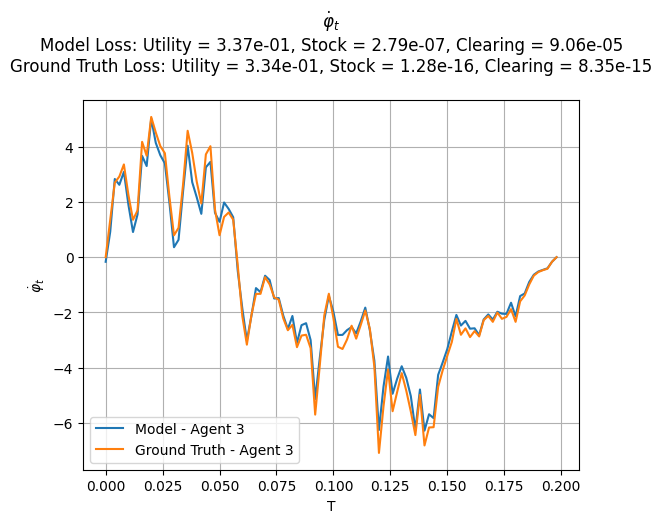 φ̇ₜ
Model Loss: Utility = 3.37e-01, Stock = 2.79e-07, Clearing = 9.06e-05
Ground Truth Loss: Utility = 3.34e-01, Stock = 1.28e-16, Clearing = 8.35e-15
4
2
0
−2
−4
−6
φ̇ₜ
Model - Agent 3
Ground Truth - Agent 3
0.000 0.025 0.050 0.075 0.100 0.125 0.150 0.175 0.200
T